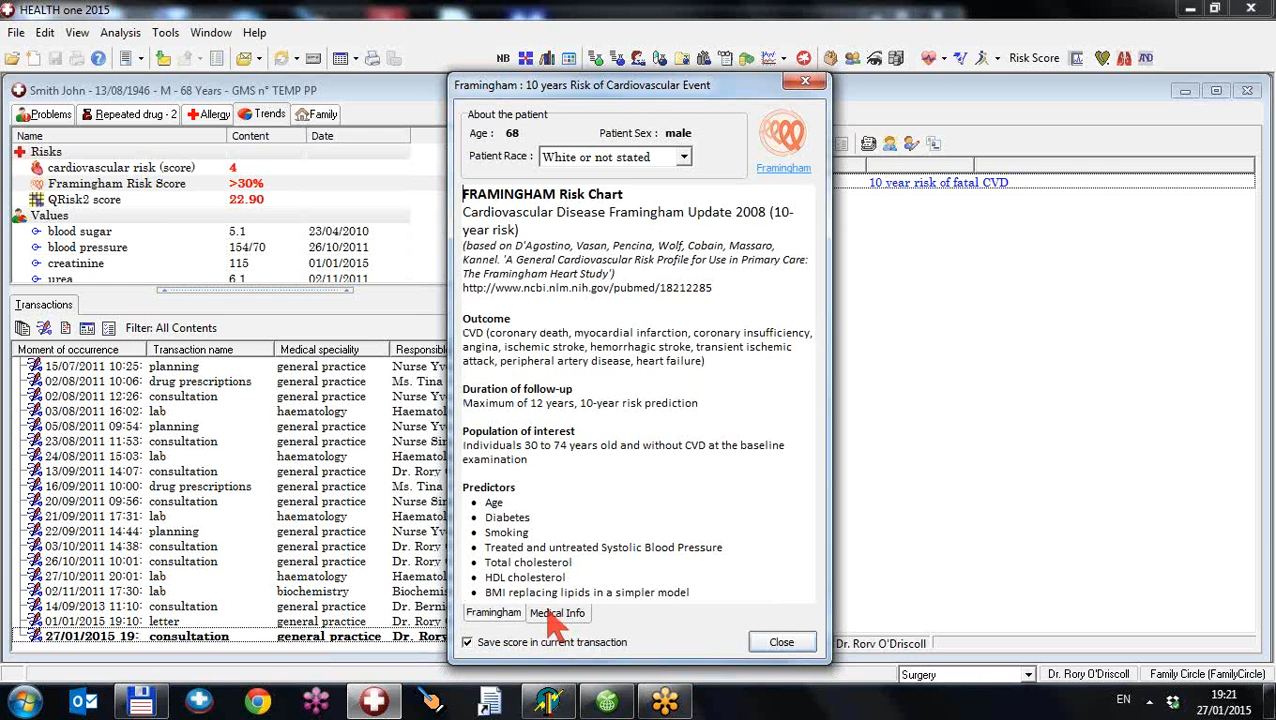 HEALTH one 2015
File Edit View Analysis Tools Window Help
NB Risk Score
Smith John - 13/ 1946 - M - 68 Years - GMS n° TEMP PP
Problems Repeated drug - 2 Allergy Trends Family
Name Content Date
Risks
cardiovascular risk (score) 4
Framingham Risk Score >30%
QRisk2 score 22.90
Values
blood sugar 5.1 23/04/2010
blood pressure 154/70 26/10/2011
creatinine 115 01/01/2015
urea 6.1 02/11/2011
Transactions
Filter: All Contents
Moment of occurrence Transaction name Medical speciality Responsib
15/07/2011 10:25: planning general practice Nurse Yv
02/08/2011 10:06: drug prescriptions general practice Ms. Tina
02/08/2011 12:26: consultation general practice Nurse Yv
03/08/2011 16:02: lab haematology Haematol
05/08/2011 09:54: planning general practice Nurse Yv
23/08/2011 11:53: consultation general practice Nurse Sin
24/08/2011 15:03: lab haematology Haematol
13/09/2011 14:07: consultation general practice Dr. Rory
16/09/2011 10:04: drug prescriptions general practice Ms. Tina
20/09/2011 09:56: consultation general practice Nurse Sin
21/09/2011 17:31: lab haematology Haematol
22/09/2011 14:44: planning general practice Nurse Yv
03/10/2011 14:38: consultation general practice Dr. Rory
26/10/2011 10:01: consultation general practice Dr. Rory
27/10/2011 20:01: lab haematology Haematol
02/11/2011 17:30: lab biochemistry Biochemis
14/09/2013 11:10: consultation general practice Dr. Berni
01/01/2015 19:10: letter general practice Dr. Rory
27/01/2015 19: consultation general practice Dr. Ro
Framingham : 10 years Risk of Cardiovascular Event
About the patient
Age : 68 Patient Sex : male
Patient Race : White or not stated
Framingham
FRAMINGHAM Risk Chart
Cardiovascular Disease Framingham Update 2008 (10-
year risk)
(based on D'Agostino, Vasan, Pencina, Wolf, Cobain, Massaro,
Kannel. 'A General Cardiovascular Risk Profile for Use in Primary Care:
The Framingham Heart Study')
http://www.ncbi.nlm.nih.gov/pubmed/18212285
Outcome
CVD (coronary death, myocardial infarction, coronary insufficiency,
angina, ischemic stroke, hemorrhagic stroke, transient ischemic
attack, peripheral artery disease, heart failure)
Duration of follow-up
Maximum of 12 years, 10-year risk prediction
Population of interest
Individuals 30 to 74 years old and without CVD at the baseline
examination
Predictors
• Age
• Diabetes
• Smoking
• Treated and untreated Systolic Blood Pressure
• Total cholesterol
• HDL cholesterol
• BMI replacing lipids in a simpler model
Framingham Medical Info
Save score in current transaction Close
10 year risk of fatal CVD
Dr. Rory O'Driscoll
Surgery Dr. Rory O'Driscoll Family Circle (FamilyCircle)
EN 19:21
27/01/2015